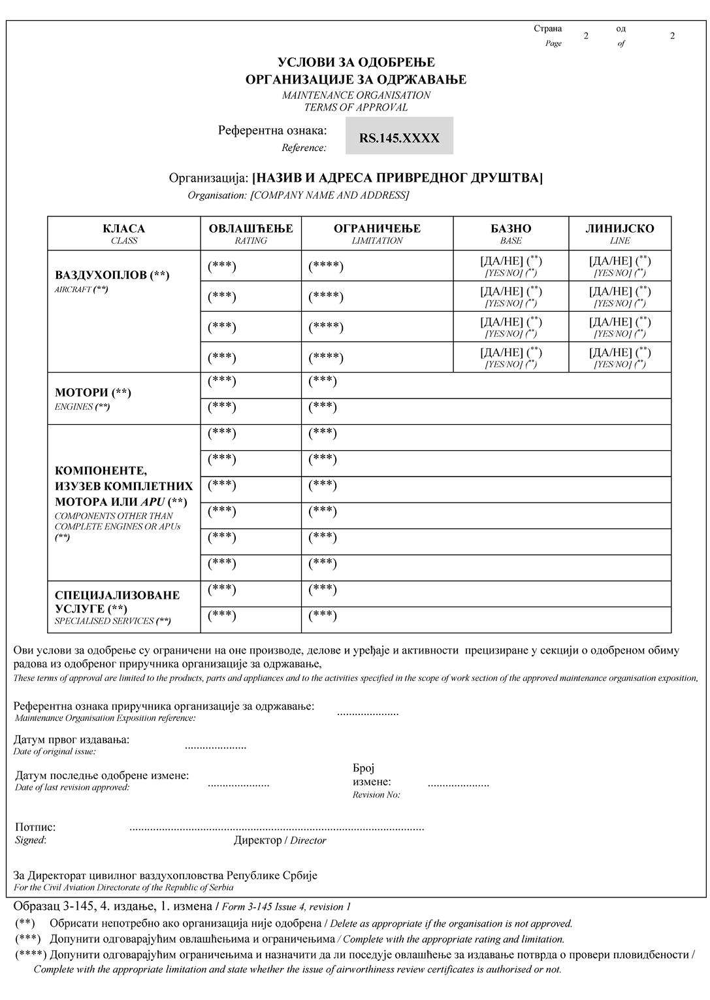 Страна 2 од 2
Page of
УСЛОВИ ЗА ОДОБРЕЊЕ
ОРГАНИЗАЦИЈЕ ЗА ОДРЖАВАЊЕ
MAINTENANCE ORGANISATION
TERMS OF APPROVAL
Референтна ознака:
Reference:
RS.145.XXXX
Организација: [НАЗИВ И АДРЕСА ПРИВРЕДНОГ ДРУШТВА]
Organisation: [COMPANY NAME AND ADDRESS]
КЛАСА ОВЛАШЋЕЊЕ ОГРАНИЧЕЊЕ БАЗНО ЛИНИЈСКО
CLASS RATING LIMITATION BASE LINE
ВАЗДУХОПЛОВ (**)
AIRCRAFT (**)
(***) (****) [ДА/НЕ] (**) [ДА/НЕ] (**)
[YES/NO] (**) [YES/NO] (**)
(***) (****) [ДА/НЕ] (**) [ДА/НЕ] (**)
[YES/NO] (**) [YES/NO] (**)
(***) (****) [ДА/НЕ] (**) [ДА/НЕ] (**)
[YES/NO] (**) [YES/NO] (**)
(***) (****) [ДА/НЕ] (**) [ДА/НЕ] (**)
[YES/NO] (**) [YES/NO] (**)
МОТОРИ (**)
ENGINES (**)
(***) (***)
(***) (***)
КОМПОНЕНТЕ,
ИЗУЗЕВ КОМПЛЕТНИХ
МОТОРА ИЛИ APU (**)
COMPONENTS OTHER THAN
COMPLETE ENGINES OR APUs
(**)
(***) (***)
(***) (***)
(***) (***)
(***) (***)
(***) (***)
(***) (***)
СПЕЦИЈАЛИЗОВАНЕ
УСЛУГЕ (**)
SPECIALISED SERVICES (**)
(***) (***)
(***) (***)
Ови услови за одобрење су ограничени на оне производе, делове и уређаје и активности прецизиране у секцији о одобреном обиму
радова из одобреног приручника организације за одржавање,
These terms of approval are limited to the products, parts and appliances and to the activities specified in the scope of work section of the approved maintenance organisation exposition,
Референтна ознака приручника организације за одржавање: .....................
Maintenance Organisation Exposition reference:
Датум првог издавања: .....................
Date of original issue:
Датум последње одобрене измене: .....................
Date of last revision approved:
Број
измене: .....................
Revision No:
Потпис: .....................................................................................................
Signed: Директор / Director
За Директорат цивилног ваздухопловства Републике Србије
For the Civil Aviation Directorate of the Republic of Serbia
Образац 3-145, 4. издање, 1. измена / Form 3-145 Issue 4, revision 1
(**) Обрисати непотребно ако организација није одобрена / Delete as appropriate if the organisation is not approved.
(***) Допунити одговарајућим овлашћењима и ограничењима / Complete with the appropriate rating and limitation.
(****) Допунити одговарајућим ограничењима и назначити да ли поседује овлашћење за издавање потврда о провери пловидбености /
Complete with the appropriate limitation and state whether the issue of airworthiness review certificates is authorised or not.